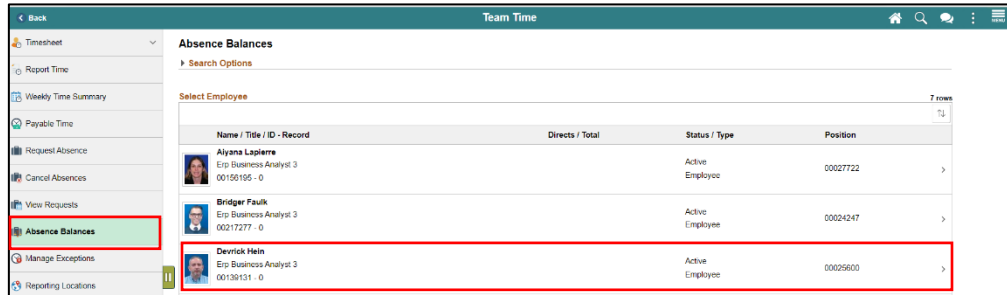 Back
Team Time
MENU
Timesheet
Report Time
Weekly Time Summary
Payable Time
Request Absence
Cancel Absences
View Requests
Absence Balances
Manage Exceptions
Reporting Locations
Absence Balances
Search Options
Select Employee
7 rows
Name / Title / ID - Record Directs / Total Status / Type Position
Aiyana Lapierre
Erp Business Analyst 3
00156195 - 0
Active
Employee
00027722
Bridger Faulk
Erp Business Analyst 3
00217277 - 0
Active
Employee
00024247
Devrick Hein
Erp Business Analyst 3
00139131 - 0
Active
Employee
00025600